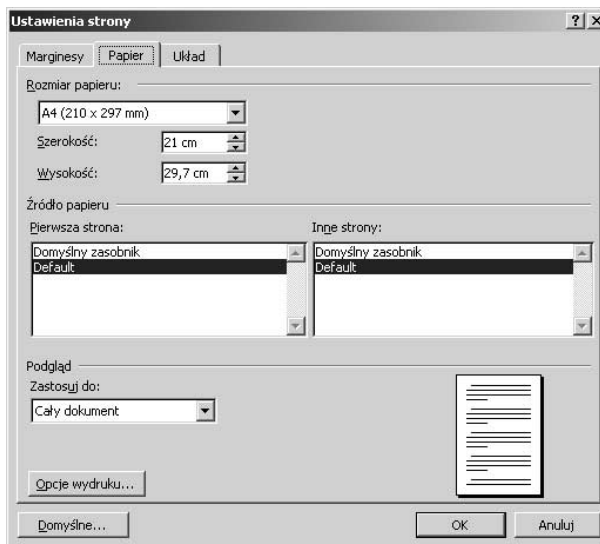 Ustawienia strony
Marginesy Papier Układ
Rozmiar papieru:
A4 (210 x 297 mm)
Szerokość: 21 cm
Wysokość: 29,7 cm
Źródło papieru
Pierwsza strona: Inne strony:
Domyślny zasobnik Domyślny zasobnik
Default Default
Podgląd
Zastosuj do:
Cały dokument
Opcje wydruku...
Domyślne... OK Anuluj